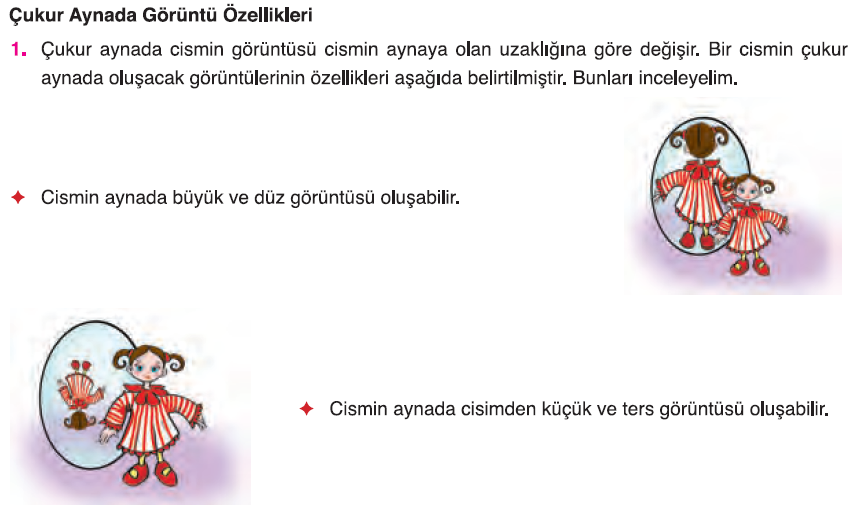 Çukur Aynada Görüntü Özellikleri
1. Çukur aynada cismin görüntüsü cismin aynaya olan uzaklığına göre değişir. Bir cismin çukur
aynada oluşacak görüntülerinin özellikleri aşağıda belirtilmiştir. Bunları inceleyelim.
✦ Cismin aynada büyük ve düz görüntüsü oluşabilir.
✦ Cismin aynada cisimden küçük ve ters görüntüsü oluşabilir.